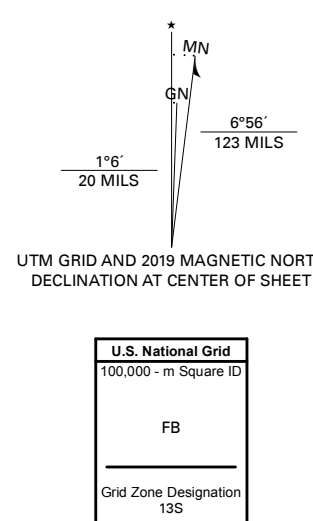 MN
GN
6°56´
123 MILS
1°6´
20 MILS
UTM GRID AND 2019 MAGNETIC NORT
DECLINATION AT CENTER OF SHEET
U.S. National Grid
100,000 - m Square ID
FB
Grid Zone Designation
13S